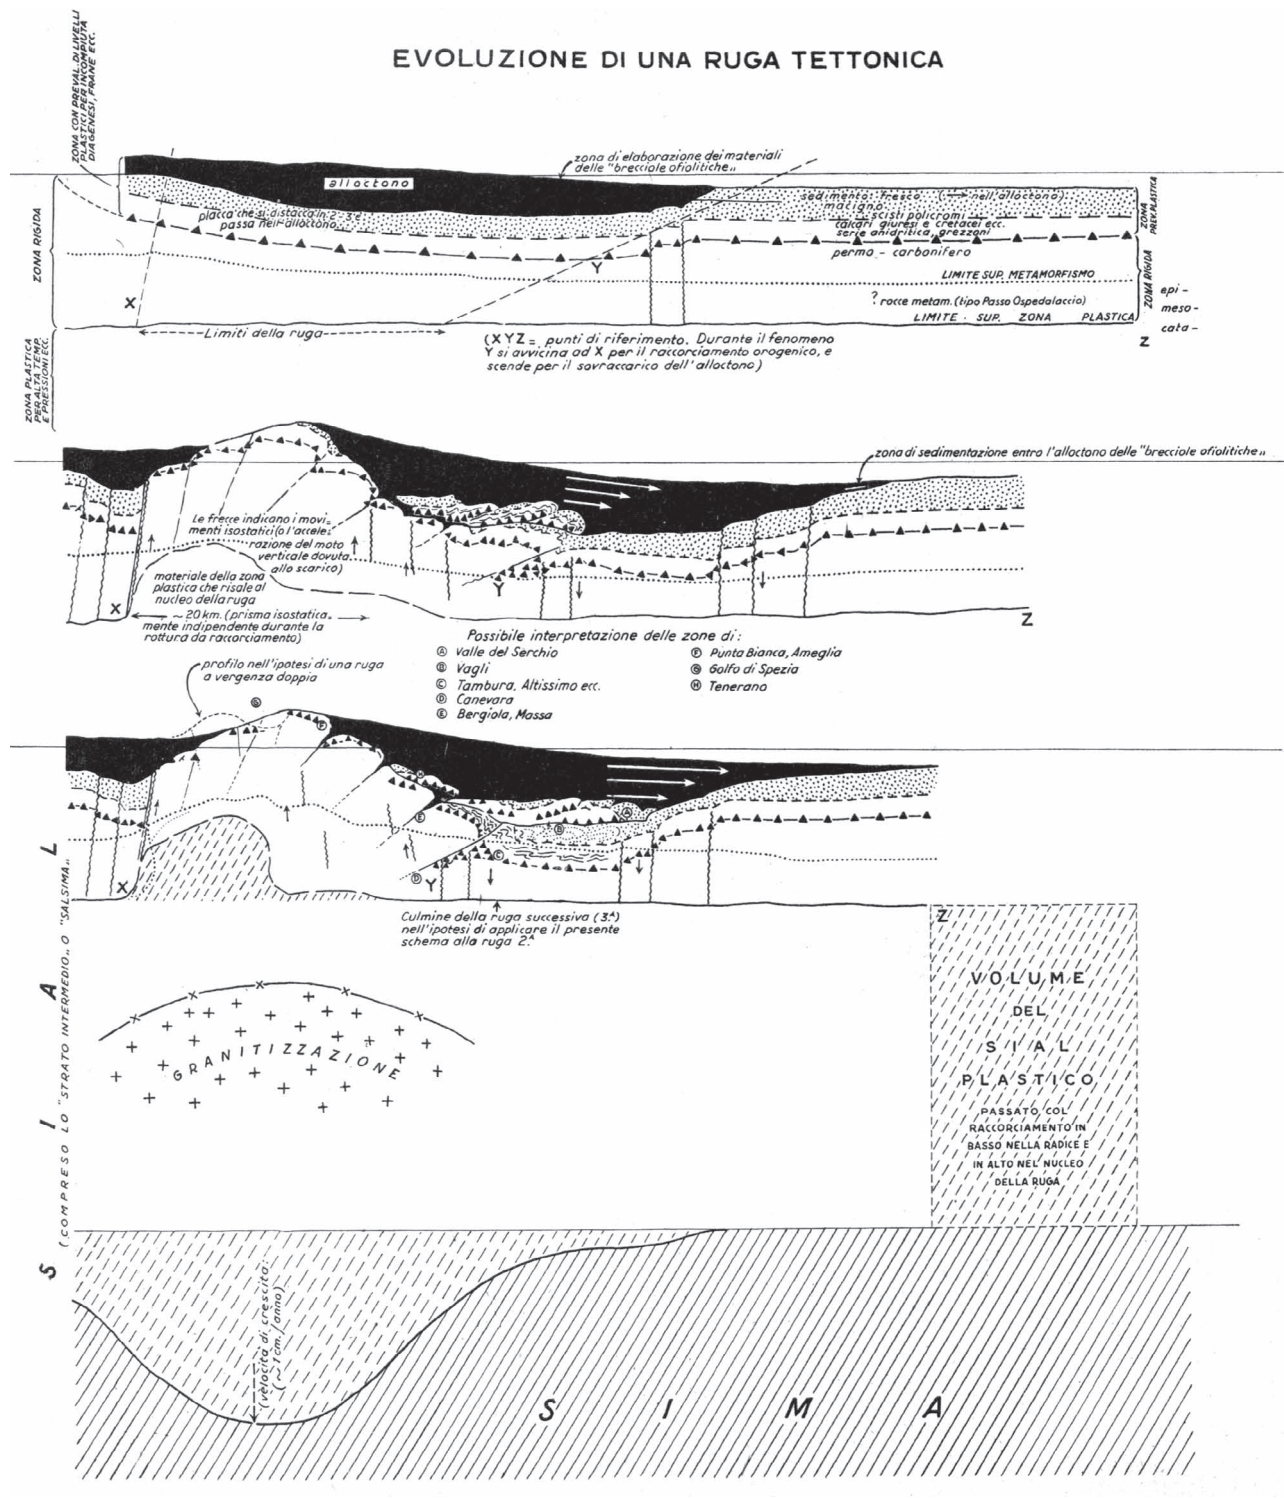 EVOLUZIONE DI UNA RUGA TETTONICA
ZONA CON PREVAL. DI LIVELLI
PLASTICI PER INCOMPIUTA
DIAGENESI, FRANE ECC.
zona di elaborazione dei materiali
delle "brecciole ofiolitiche„
alloctono
placca che si distacca in 2 s e
passa nell'alloctono
sedimento fresco (→ nell'alloctono)
macigno
scisti policromi
calcari giuresi e cretacei ecc.
serie anidritica, grezzoni
permo - carbonifero
LIMITE SUP. METAMORFISMO
? rocce metam. (tipo Passo Ospedalaccio)
LIMITE · SUP. ZONA PLASTICA
ZONA
PREV. PLASTICA
ZONA RIGIDA
epi -
meso -
cata -
ZONA RIGIDA
X
Y
Z
Limiti della ruga
(X Y Z = punti di riferimento. Durante il fenomeno
Y si avvicina ad X per il raccorciamento orogenico, e
scende per il sovraccarico dell'alloctono)
ZONA PLASTICA
PER ALTA TEMP.
E PRESSIONI ECC.
zona di sedimentazione entro l'alloctono delle "brecciole ofiolitiche„
Le frecce indicano i movi=
menti isostatici (o l'accele=
razione del moto
verticale dovuta
allo scarico)
materiale della zona
plastica che risale al
nucleo della ruga
X
Y
Z
~ 20 km. (prisma isostatica=
mente indipendente durante la
rottura da raccorciamento)
Possibile interpretazione delle zone di:
Ⓐ Valle del Serchio
Ⓑ Vagli
Ⓒ Tambura, Altissimo ecc.
Ⓓ Canevara
Ⓔ Bergiola, Massa
Ⓕ Punta Bianca, Ameglia
Ⓖ Golfo di Spezia
Ⓗ Tenerano
profilo nell'ipotesi di una ruga
a vergenza doppia
Ⓖ
Ⓕ
Ⓗ
Ⓔ
Ⓐ
Ⓑ
Ⓒ
Ⓓ
X
Y
Z
Culmine della ruga successiva (3.ᴬ)
nell'ipotesi di applicare il presente
schema alla ruga 2.ᴬ
GRANITIZZAZIONE
VOLUME
DEL
SIAL
PLASTICO
PASSATO COL
RACCORCIAMENTO IN
BASSO NELLA RADICE E
IN ALTO NEL NUCLEO
DELLA RUGA
S I A L
(COMPRESO LO "STRATO INTERMEDIO„ O "SALSIMA„
(velocità di crescita:
(~ 1 cm./anno)
S I M A